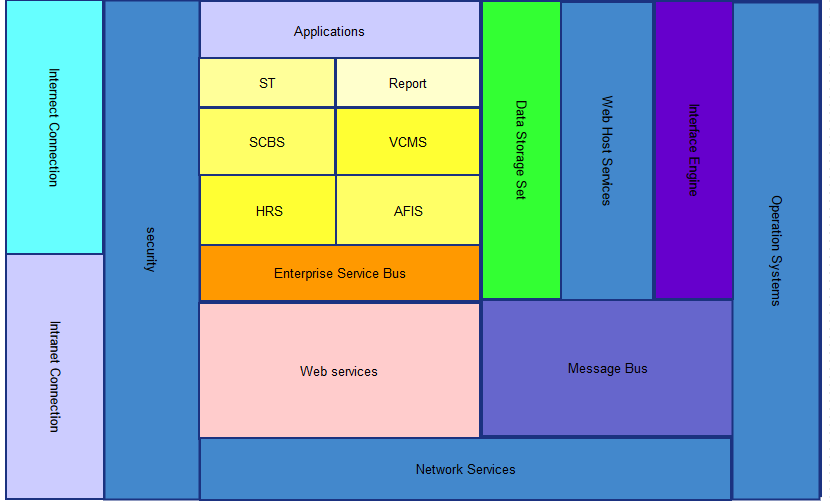 Internect Connection
Intranet Connection
security
Applications
ST
Report
SCBS
VCMS
HRS
AFIS
Enterprise Service Bus
Web services
Data Storage Set
Web Host Services
Interface Engine
Message Bus
Network Services
Operation Systems